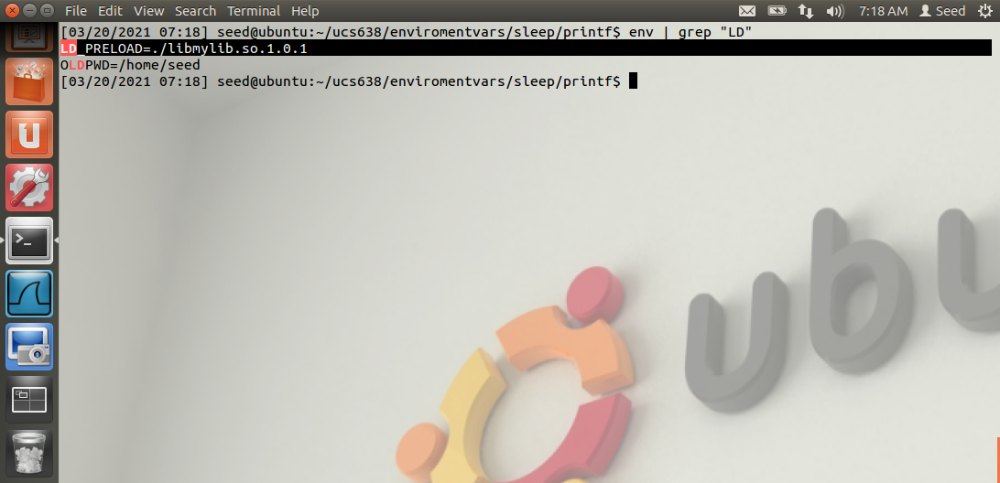 File Edit View Search Terminal Help 7:18 AM Seed
[03/20/2021 07:18] seed@ubuntu:~/ucs638/enviromentvars/sleep/printf$ env | grep "LD"
LD_PRELOAD=./libmylib.so.1.0.1
OLDPWD=/home/seed
[03/20/2021 07:18] seed@ubuntu:~/ucs638/enviromentvars/sleep/printf$
>_
ubu